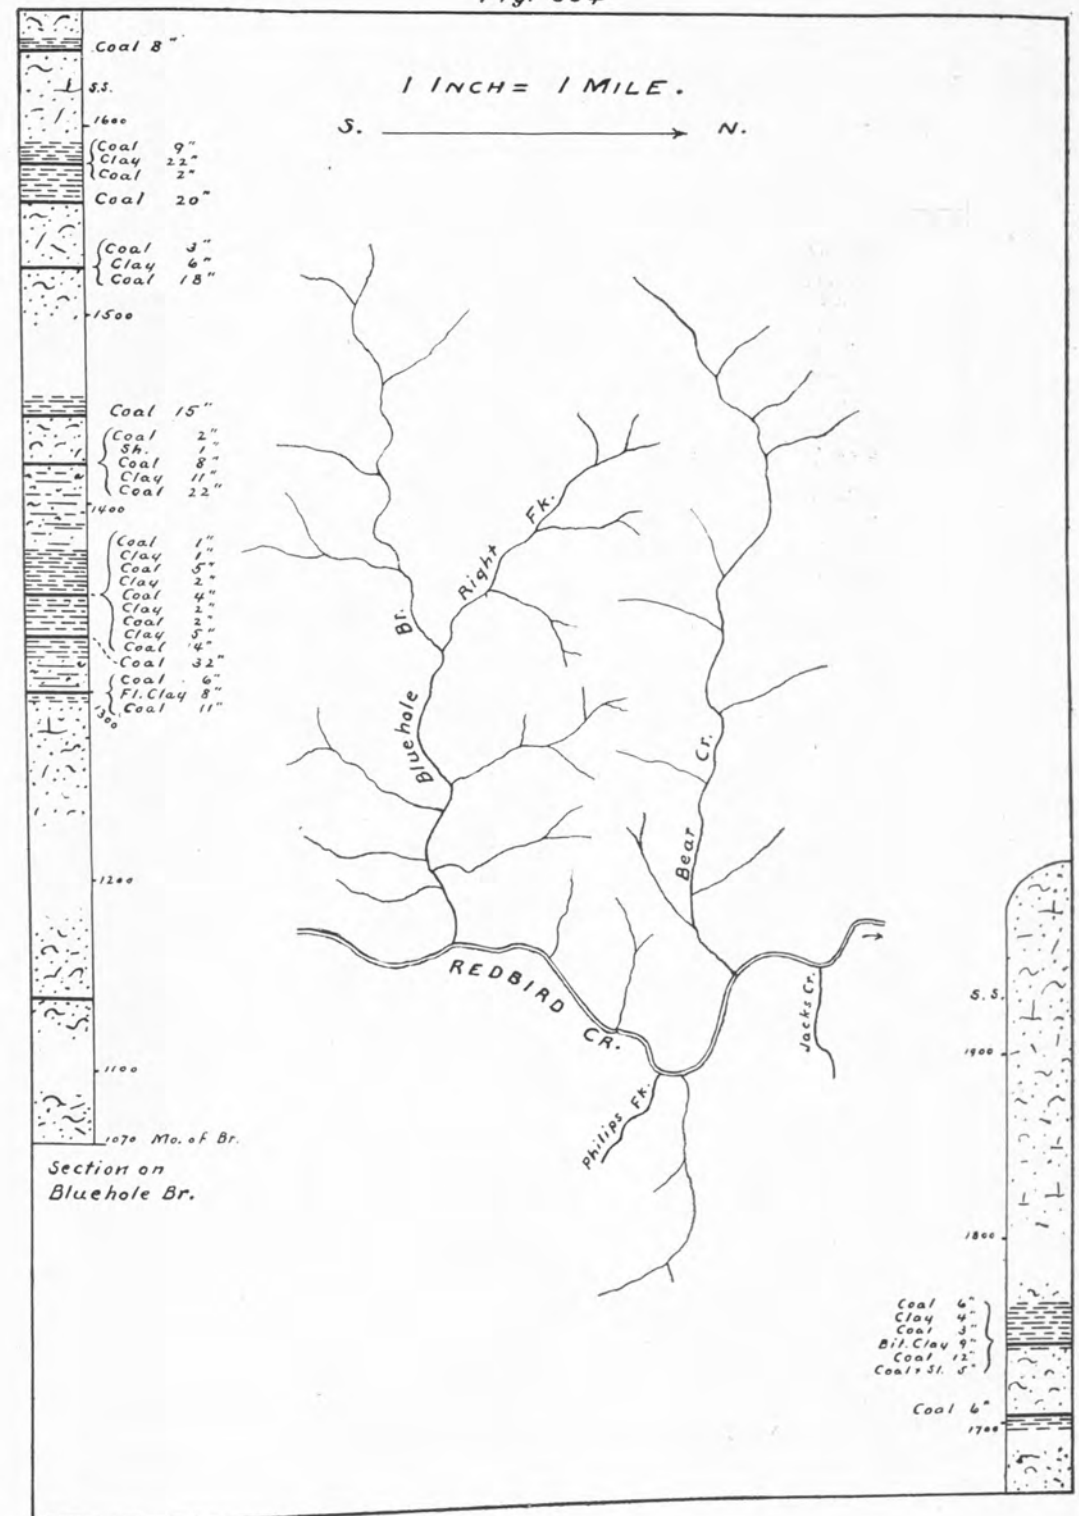 Coal 8"
S.S.
1600
Coal 9"
Clay 22"
Coal 2"
Coal 20"
Coal 3"
Clay 6"
Coal 18"
1500
Coal 15"
Coal 2"
Sh. 1"
Coal 8"
Clay 11"
Coal 22"
1400
Coal 1"
Clay 1"
Coal 5"
Clay 2"
Coal 4"
Clay 2"
Coal 2"
Clay 5"
Coal 4"
Coal 32"
Coal 6"
Fl. Clay 8"
Coal 11"
1300
1200
1100
1070 Mo. of Br.
Section on
Bluehole Br.
1 INCH = 1 MILE.
S. N.
Right Fk.
Bluehole Br.
Bear Cr.
REDBIRD CR.
Jacks Cr.
Philips Fk.
S.S.
1900
1800
Coal 6"
Clay 4"
Coal 3"
Bit. Clay 9"
Coal 12"
Coal + Sl. 5"
Coal 6"
1700